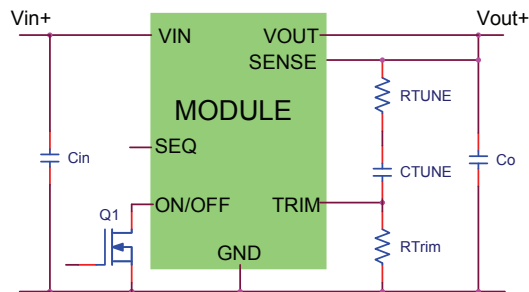 Vin+
Vout+
VIN
VOUT
SENSE
RTUNE
MODULE
SEQ
Cin
CTUNE
Co
Q1
ON/OFF
TRIM
RTrim
GND